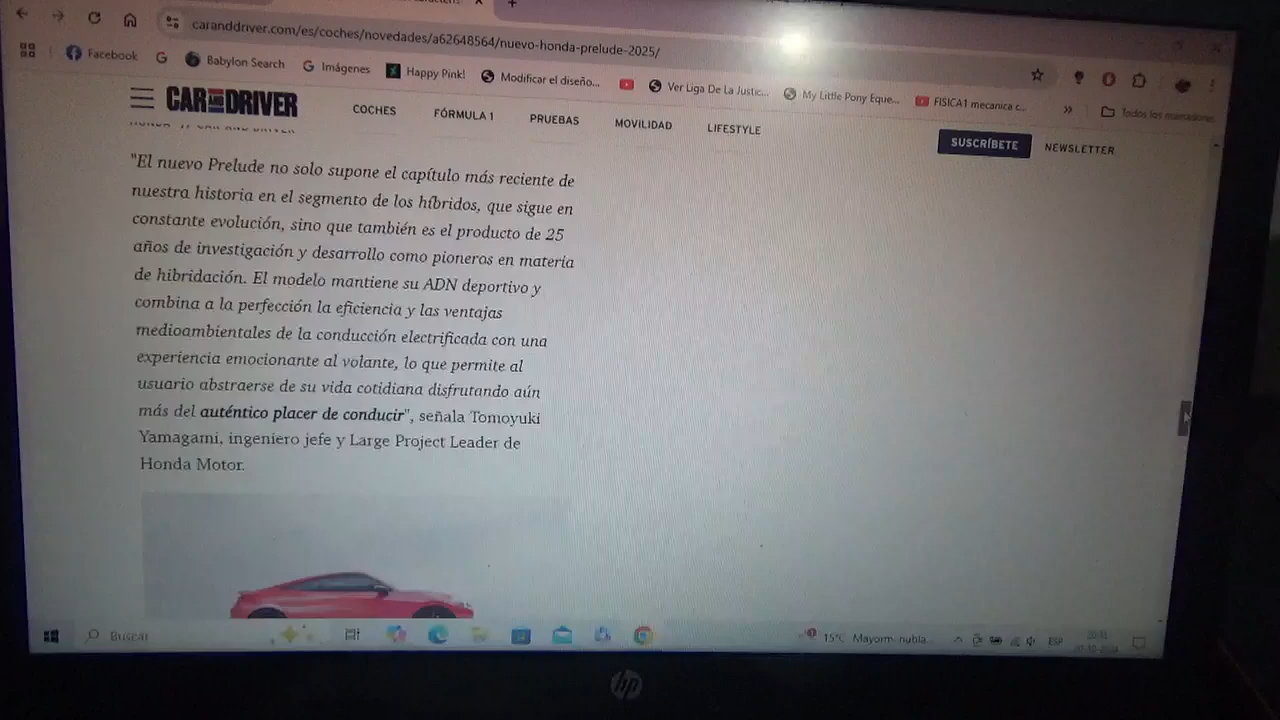 caranddriver.com/es/coches/novedades/a62648564/nuevo-honda-prelude-2025/
Facebook
Babylon Search
Imágenes
Happy Pink!
Modificar el diseño...
Ver Liga De La Justic...
My Little Pony Eque...
FISICA1 mecanica c...
Todos los marcadores
CAR AND DRIVER
COCHES
FÓRMULA 1
PRUEBAS
MOVILIDAD
LIFESTYLE
SUSCRÍBETE
NEWSLETTER
"El nuevo Prelude no solo supone el capítulo más reciente de
nuestra historia en el segmento de los híbridos, que sigue en
constante evolución, sino que también es el producto de 25
años de investigación y desarrollo como pioneros en materia
de hibridación. El modelo mantiene su ADN deportivo y
combina a la perfección la eficiencia y las ventajas
medioambientales de la conducción electrificada con una
experiencia emocionante al volante, lo que permite al
usuario abstraerse de su vida cotidiana disfrutando aún
más del auténtico placer de conducir", señala Tomoyuki
Yamagami, ingeniero jefe y Large Project Leader de
Honda Motor.
Buscar
15°C Mayorm. nubla...
ESP
hp